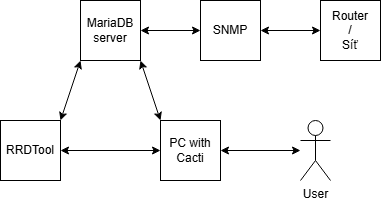 MariaDB
server
SNMP
Router
/
Síť
RRDTool
PC with
Cacti
User